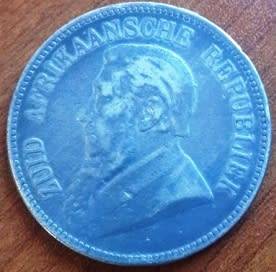 ZUID AFRIKAANSCHE REPUBLIEK